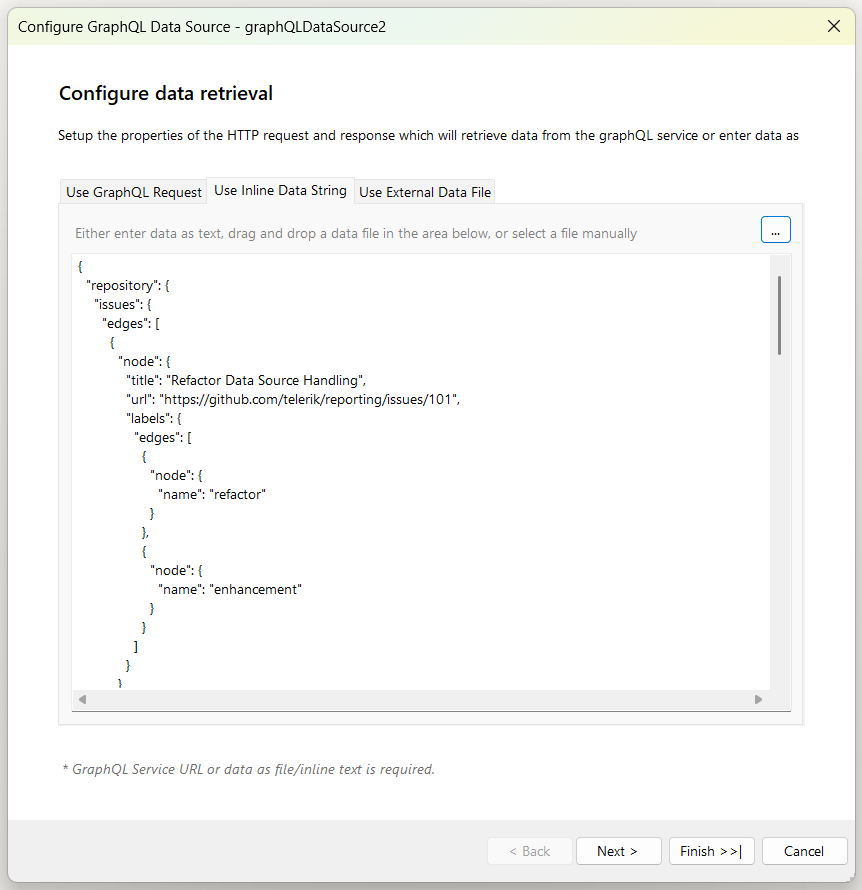 Configure GraphQL Data Source - graphQLDataSource2
Configure data retrieval
Setup the properties of the HTTP request and response which will retrieve data from the graphQL service or enter data as
Use GraphQL Request Use Inline Data String Use External Data File
Either enter data as text, drag and drop a data file in the area below, or select a file manually
...
{
"repository": {
"issues": {
"edges": [
{
"node": {
"title": "Refactor Data Source Handling",
"url": "https://github.com/telerik/reporting/issues/101",
"labels": {
"edges": [
{
"node": {
"name": "refactor"
}
},
{
"node": {
"name": "enhancement"
}
}
]
}
}
* GraphQL Service URL or data as file/inline text is required.
< Back Next > Finish >>| Cancel